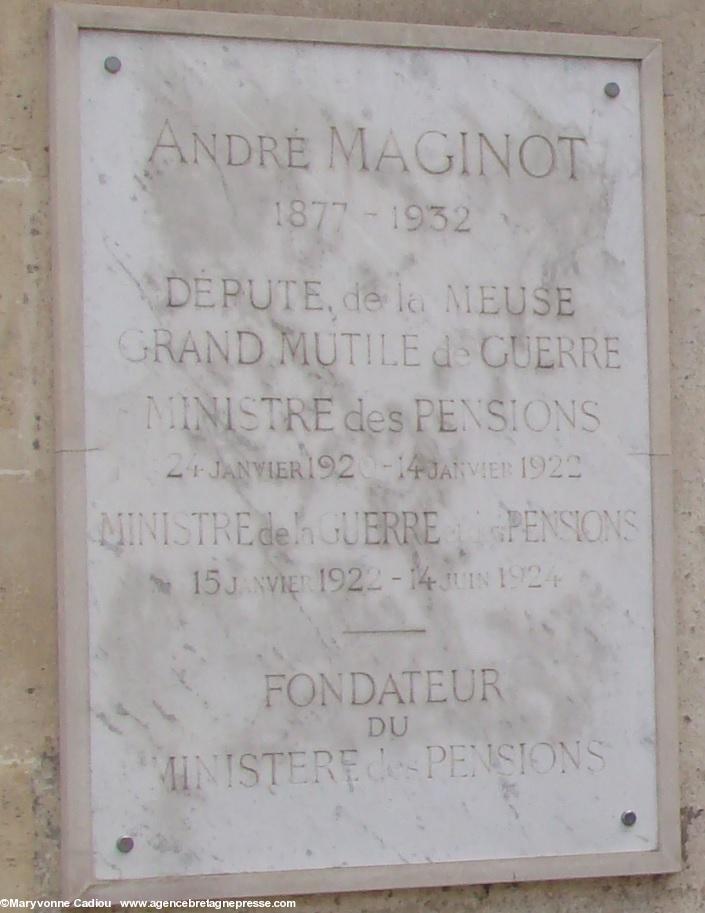 ANDRÉ MAGINOT
1877 - 1932
DÉPUTÉ de la MEUSE
GRAND MUTILÉ de GUERRE
MINISTRE des PENSIONS
24 JANVIER 1920 - 14 JANVIER 1922
MINISTRE de la GUERRE et des PENSIONS
15 JANVIER 1922 - 14 JUIN 1924
FONDATEUR
DU
MINISTÈRE des PENSIONS
©Maryvonne Cadiou www.agencebretagnepresse.com